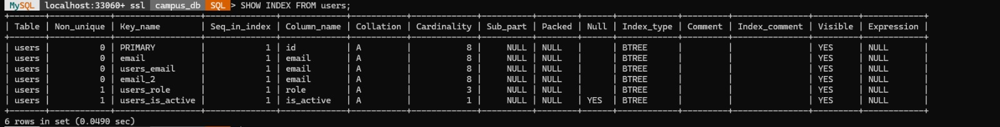 MySQL localhost:33060+ ssl campus_db SQL > SHOW INDEX FROM users;
+-------+------------+-----------------+--------------+-------------+-----------+-------------+----------+--------+------+------------+---------+---------------+---------+------------+
| Table | Non_unique | Key_name | Seq_in_index | Column_name | Collation | Cardinality | Sub_part | Packed | Null | Index_type | Comment | Index_comment | Visible | Expression |
+-------+------------+-----------------+--------------+-------------+-----------+-------------+----------+--------+------+------------+---------+---------------+---------+------------+
| users | 0 | PRIMARY | 1 | id | A | 8 | NULL | NULL | | BTREE | | | YES | NULL |
| users | 0 | email | 1 | email | A | 8 | NULL | NULL | | BTREE | | | YES | NULL |
| users | 0 | users_email | 1 | email | A | 8 | NULL | NULL | | BTREE | | | YES | NULL |
| users | 0 | email_2 | 1 | email | A | 8 | NULL | NULL | | BTREE | | | YES | NULL |
| users | 1 | users_role | 1 | role | A | 3 | NULL | NULL | | BTREE | | | YES | NULL |
| users | 1 | users_is_active | 1 | is_active | A | 1 | NULL | NULL | YES | BTREE | | | YES | NULL |
+-------+------------+-----------------+--------------+-------------+-----------+-------------+----------+--------+------+------------+---------+---------------+---------+------------+
6 rows in set (0.0490 sec)